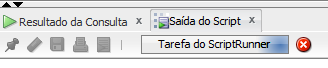 Resultado da Consulta x Saída do Script x
Tarefa do ScriptRunner